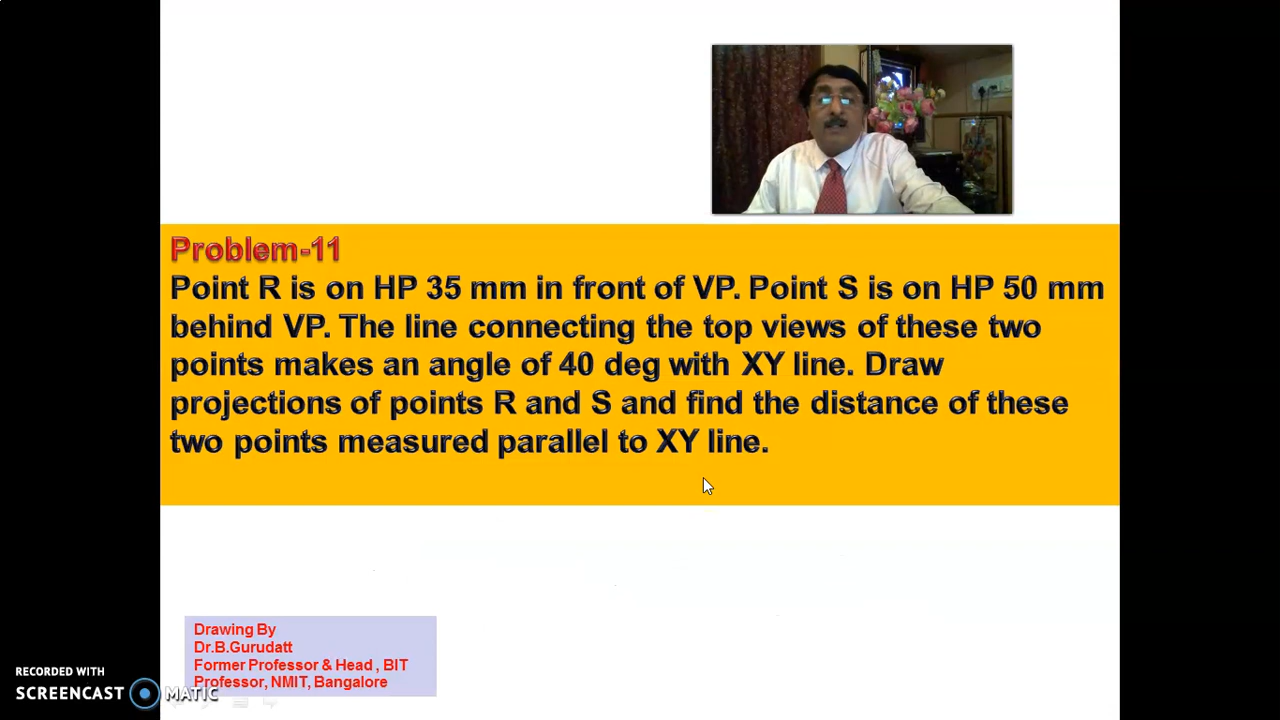 Problem-11
Point R is on HP 35 mm in front of VP. Point S is on HP 50 mm
behind VP. The line connecting the top views of these two
points makes an angle of 40 deg with XY line. Draw
projections of points R and S and find the distance of these
two points measured parallel to XY line.
Drawing By
Dr.B.Gurudatt
Former Professor & Head , BIT
Professor, NMIT, Bangalore
RECORDED WITH
SCREENCAST MATIC